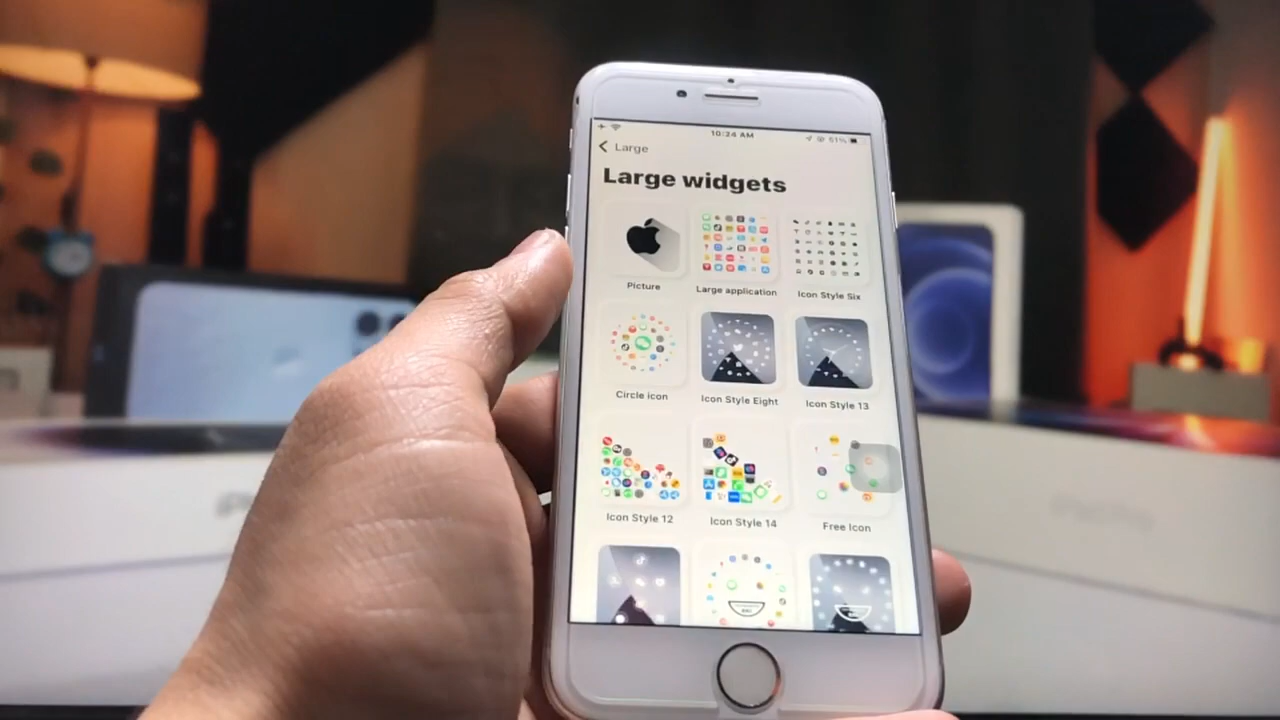 10:24 AM
51%
Large
Large widgets
Picture
Large application
Icon Style Six
Circle icon
Icon Style Eight
Icon Style 13
Icon Style 12
Icon Style 14
Free Icon